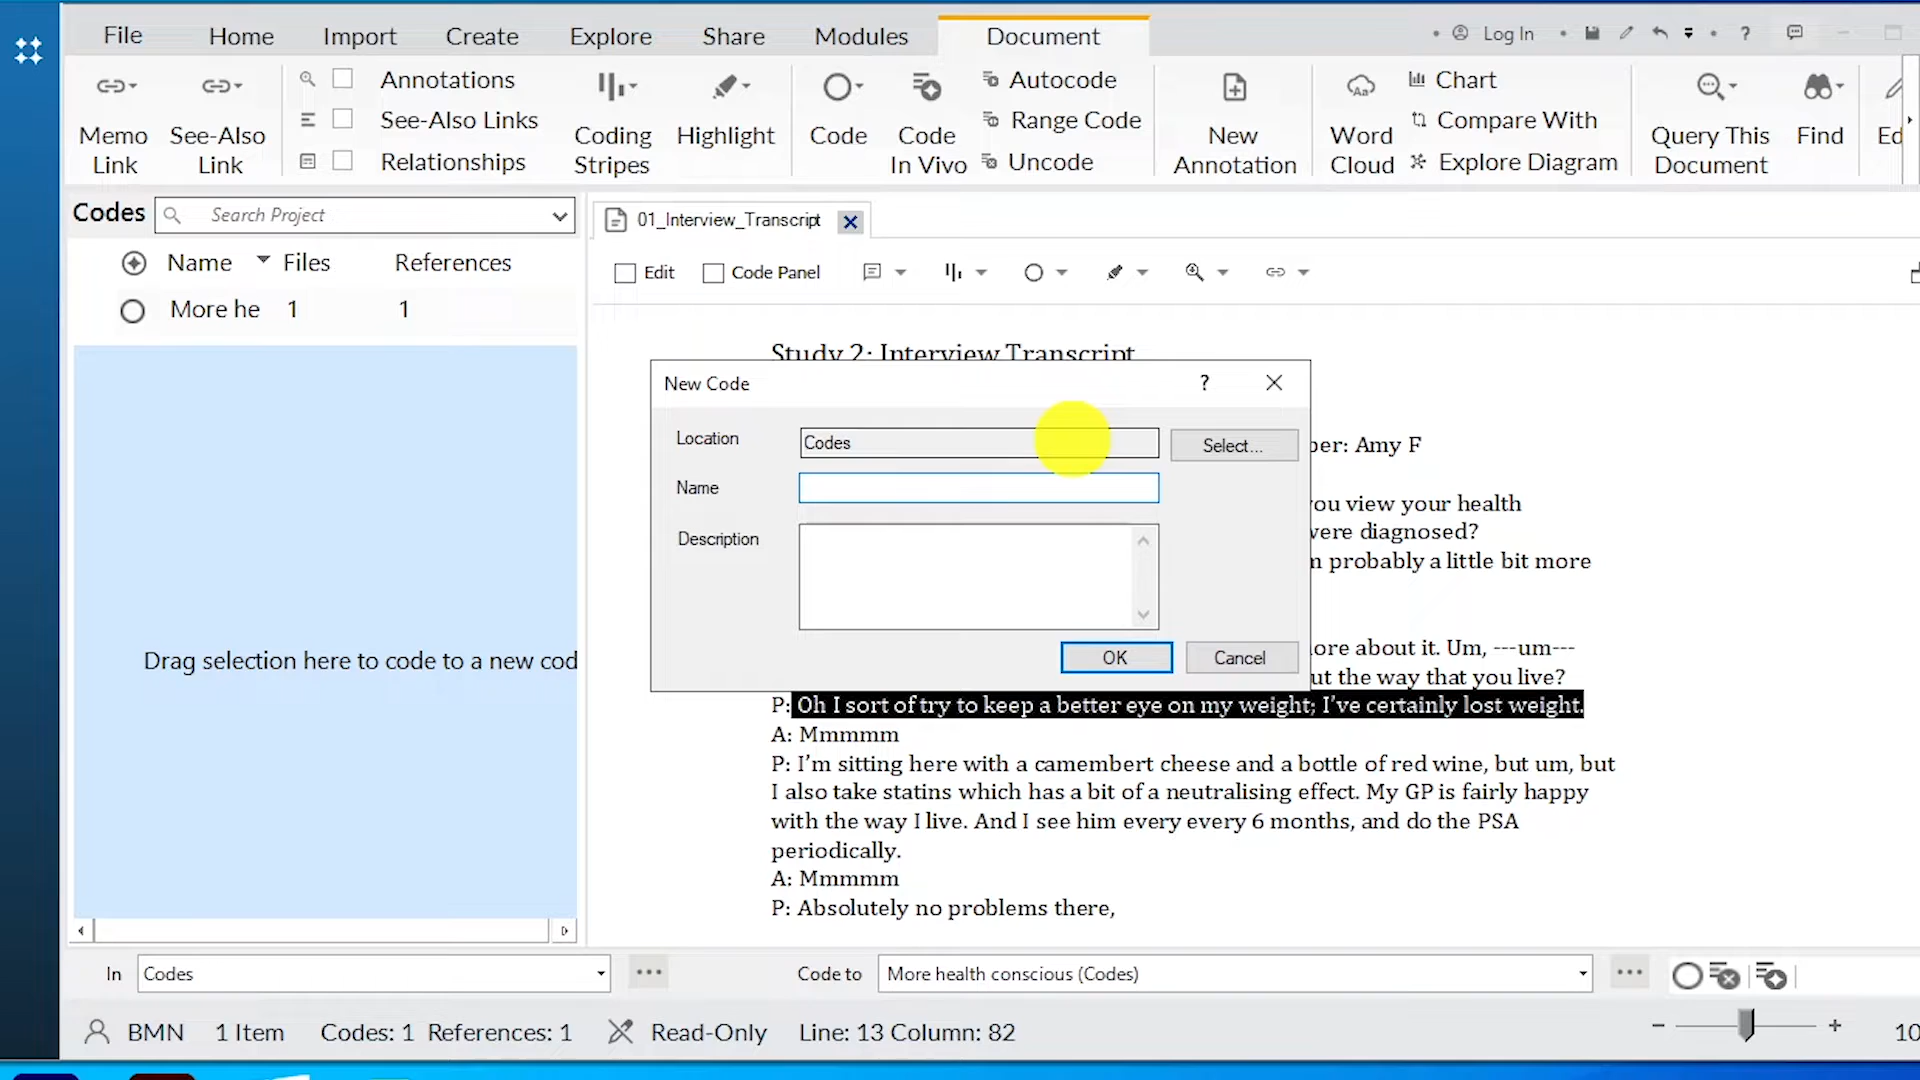 File Home Import Create Explore Share Modules Document Log In ?
Memo Link
See-Also Link
Annotations
See-Also Links
Relationships
Coding Stripes
Highlight
Code
Code In Vivo
Autocode
Range Code
Uncode
New Annotation
Word Cloud
Chart
Compare With
Explore Diagram
Query This Document
Find
Ed
Codes Search Project
Name Files References
More he 1 1
Drag selection here to code to a new cod
01_Interview_Transcript
Edit Code Panel
Study 2: Interview Transcript
New Code ?
Location Codes Select...
Name
Description
OK Cancel
ber: Amy F
ou view your health
vere diagnosed?
n probably a little bit more
ore about it. Um, ---um---
ut the way that you live?
P: Oh I sort of try to keep a better eye on my weight; I've certainly lost weight.
A: Mmmmm
P: I'm sitting here with a camembert cheese and a bottle of red wine, but um, but
I also take statins which has a bit of a neutralising effect. My GP is fairly happy
with the way I live. And I see him every every 6 months, and do the PSA
periodically.
A: Mmmmm
P: Absolutely no problems there,
In Codes
Code to More health conscious (Codes)
BMN 1 Item Codes: 1 References: 1 Read-Only Line: 13 Column: 82 10